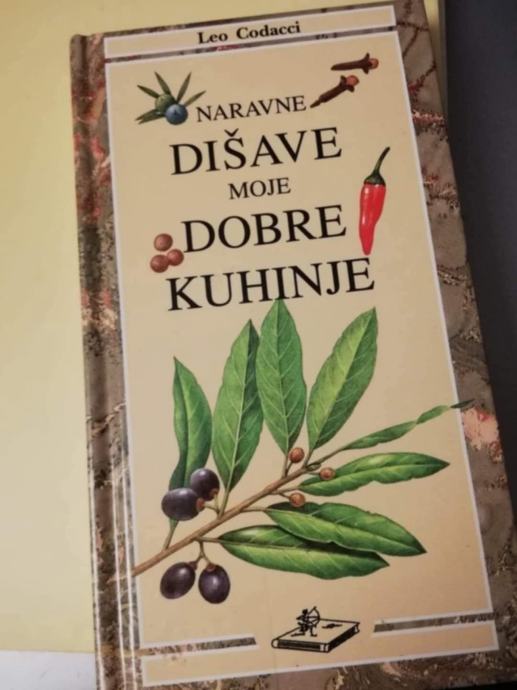 Leo Codacci
NARAVNE
DIŠAVE
MOJE
DOBRE
KUHINJE